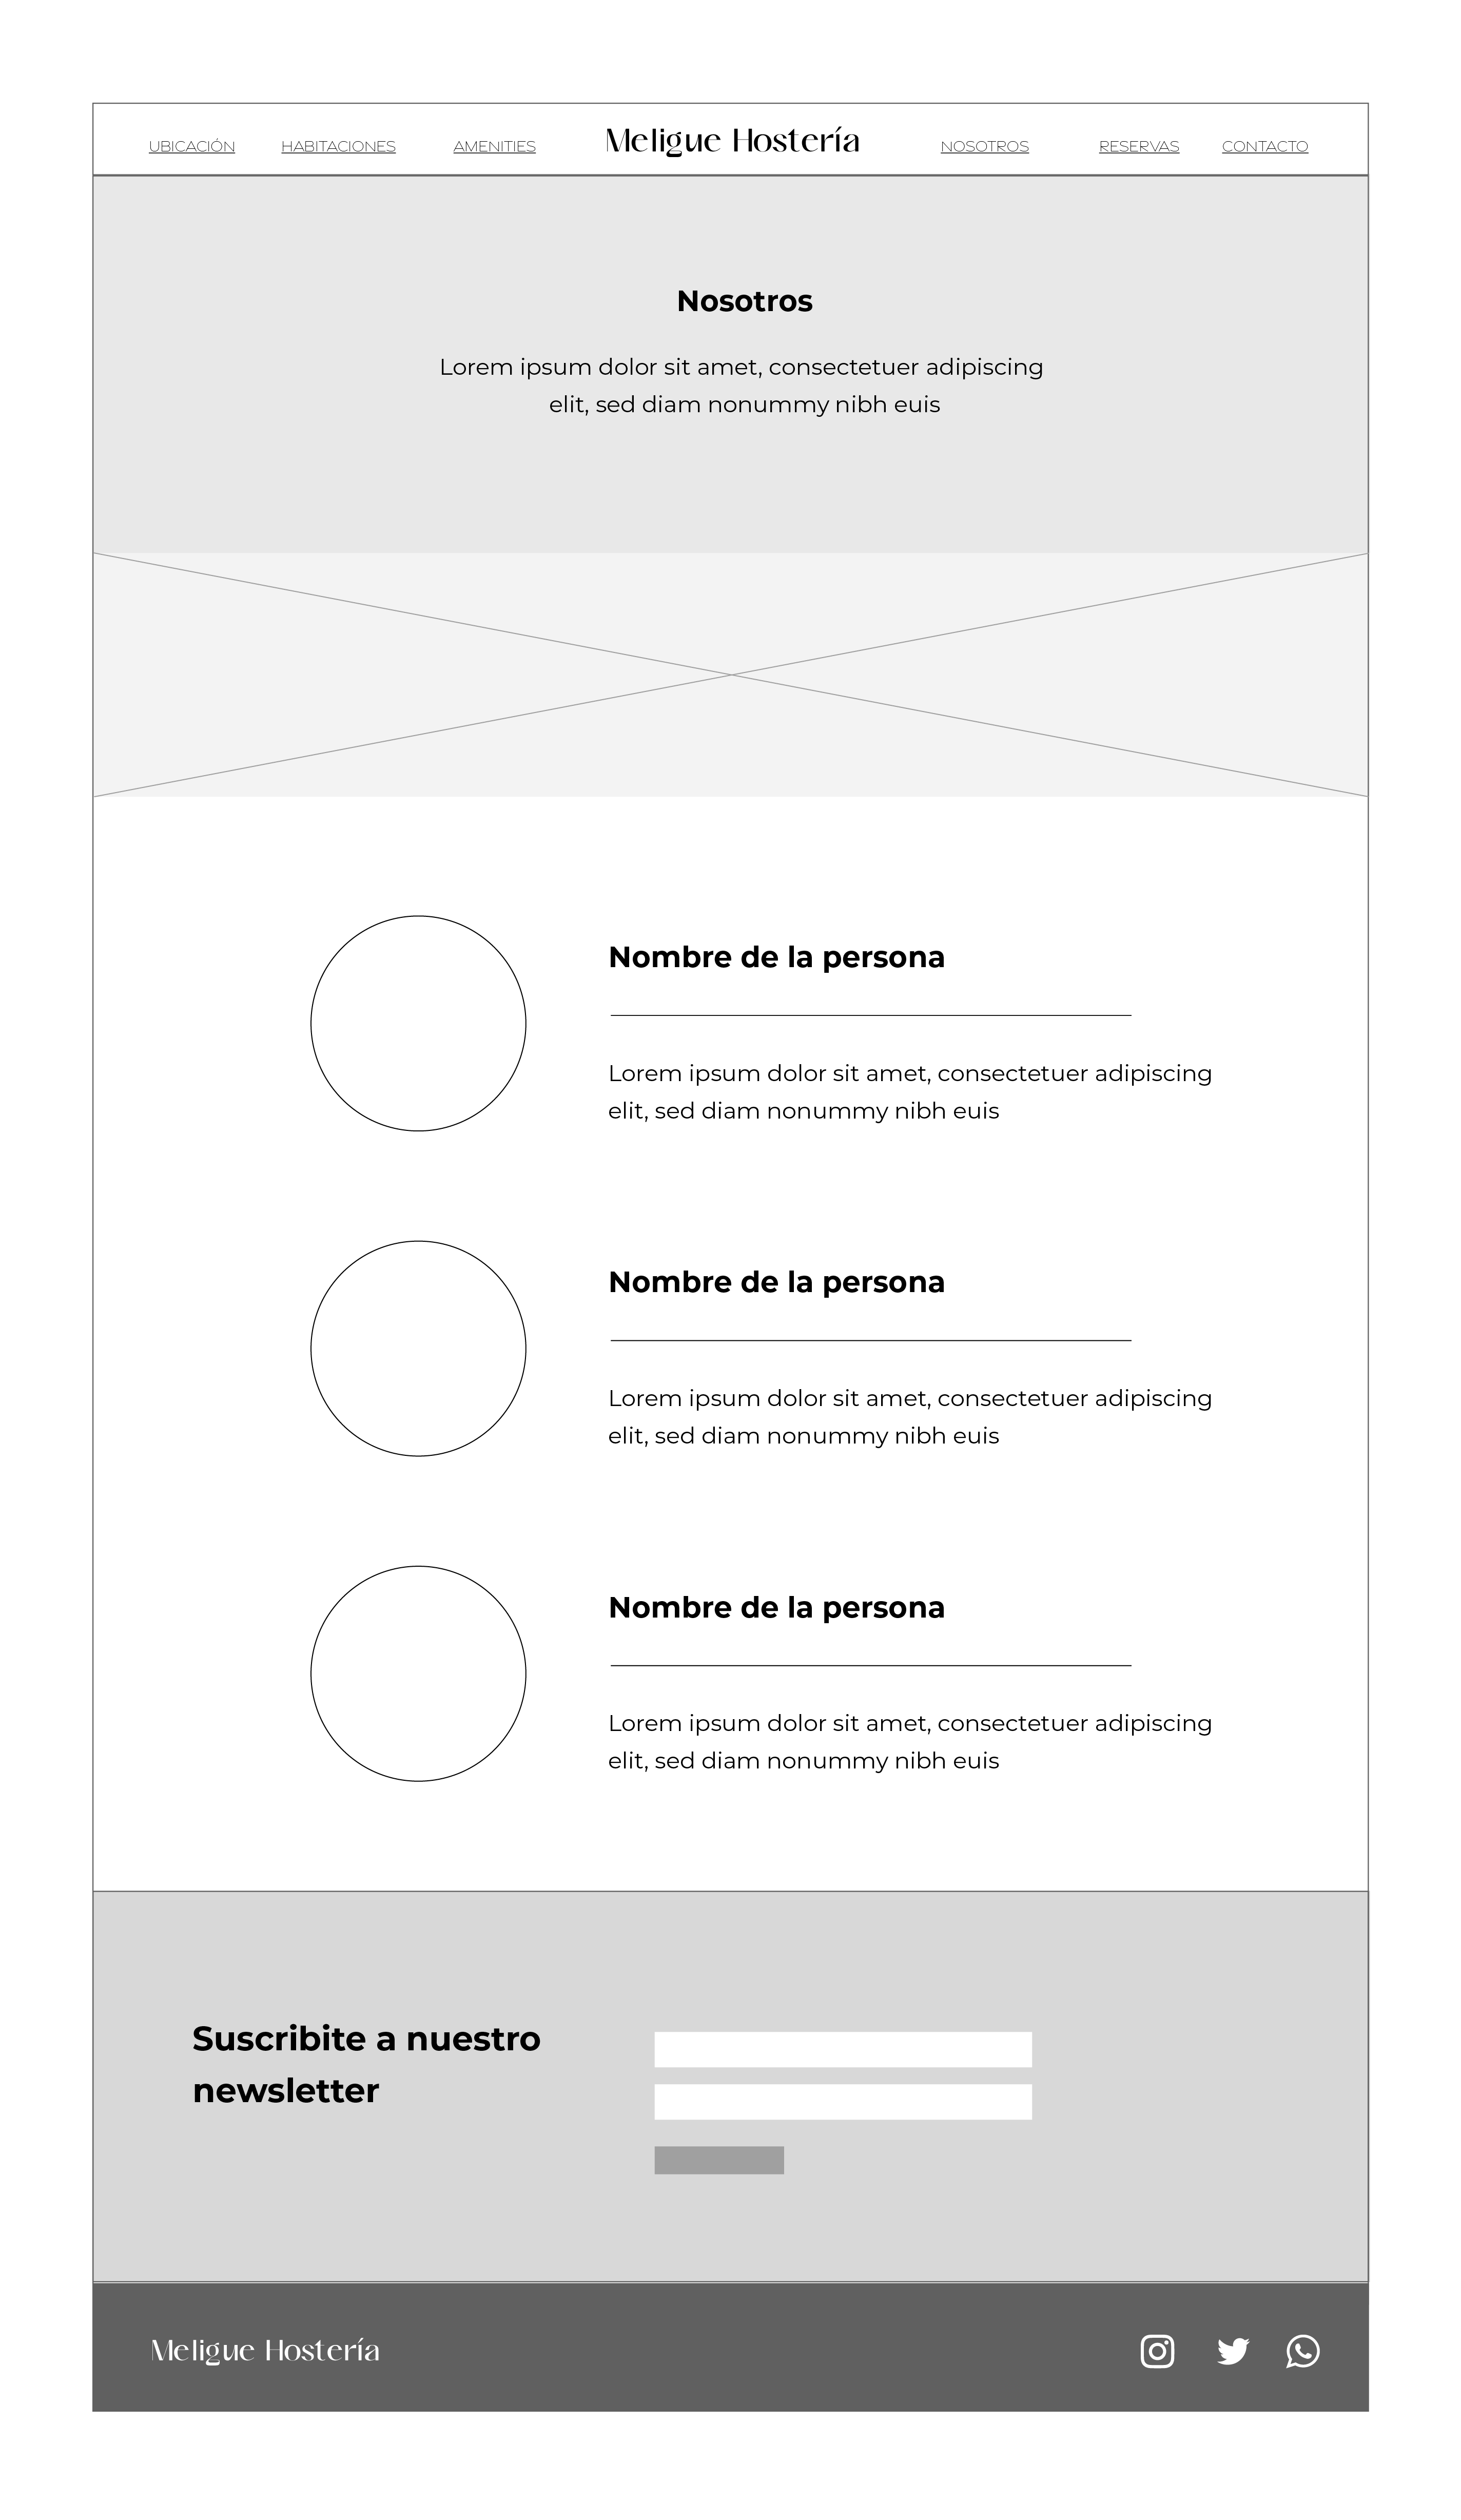 UBICACIÓN HABITACIONES AMENITIES Meligue Hostería NOSOTROS RESERVAS CONTACTO
Nosotros
Lorem ipsum dolor sit amet, consectetuer adipiscing
elit, sed diam nonummy nibh euis
Nombre de la persona
Lorem ipsum dolor sit amet, consectetuer adipiscing
elit, sed diam nonummy nibh euis
Nombre de la persona
Lorem ipsum dolor sit amet, consectetuer adipiscing
elit, sed diam nonummy nibh euis
Nombre de la persona
Lorem ipsum dolor sit amet, consectetuer adipiscing
elit, sed diam nonummy nibh euis
Suscribite a nuestro
newsletter
Meligue Hostería